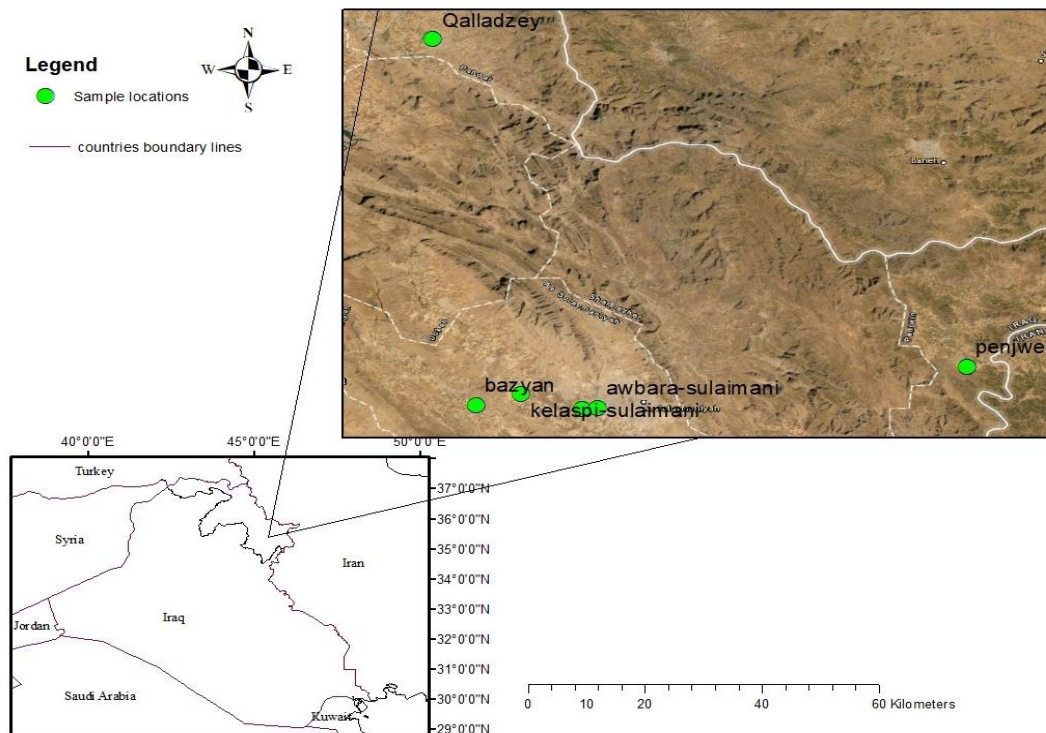 Legend
N
W E
S
Sample locations
countries boundary lines
Qalladzey
Baneh
IRAQ
IRAN
penjwe
bazyan
awbara-sulaimani
kelaspi-sulaimani
40°0'0"E 45°0'0"E 50°0'0"E
Turkey
Syria
Jordan
Iraq
Iran
Saudi Arabia
Kuwait
37°0'0"N
36°0'0"N
35°0'0"N
34°0'0"N
33°0'0"N
32°0'0"N
31°0'0"N
30°0'0"N
29°0'0"N
0 10 20 40 60 Kilometers